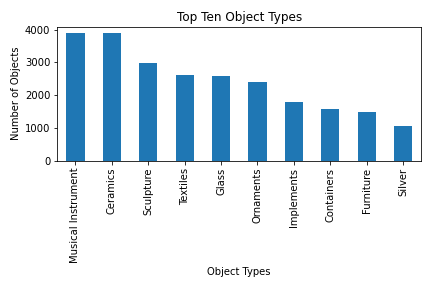 Top Ten Object Types
Number of Objects
4000
3000
2000
1000
0
Musical Instrument
Ceramics
Sculpture
Textiles
Glass
Ornaments
Implements
Containers
Furniture
Silver
Object Types